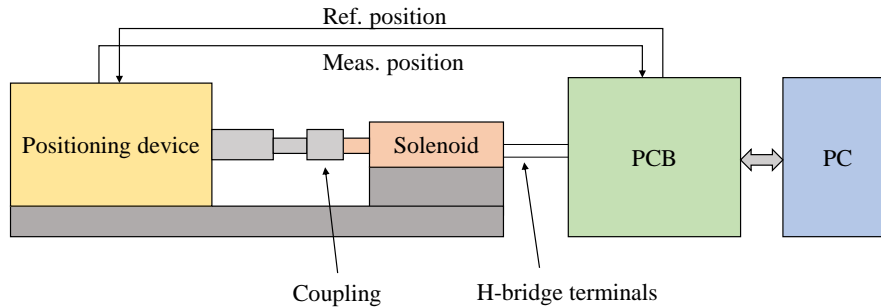 Ref. position
Meas. position
Positioning device
Solenoid
PCB
PC
Coupling
H-bridge terminals